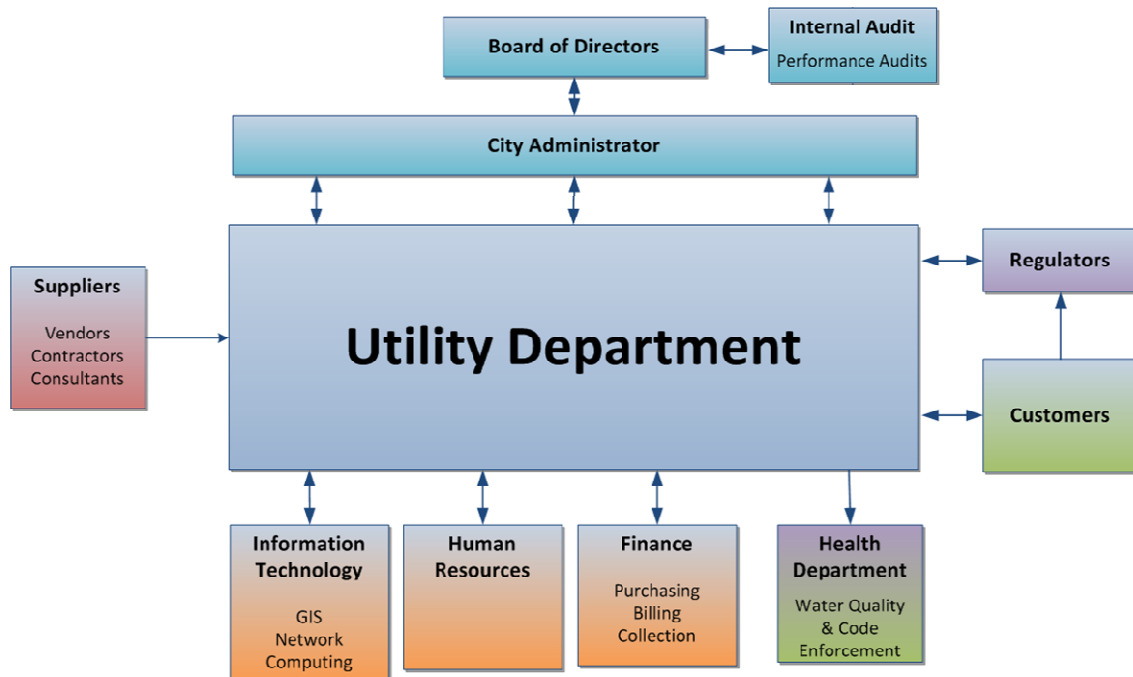 Board of Directors
Internal Audit
Performance Audits
City Administrator
Suppliers
Vendors
Contractors
Consultants
Utility Department
Regulators
Customers
Information
Technology
GIS
Network
Computing
Human
Resources
Finance
Purchasing
Billing
Collection
Health
Department
Water Quality
& Code
Enforcement